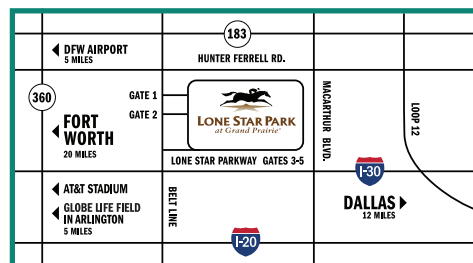 183
DFW AIRPORT
5 MILES
HUNTER FERRELL RD.
360
GATE 1
GATE 2
FORT
WORTH
20 MILES
LONE STAR PARK
at Grand Prairie
MACARTHUR BLVD.
LOOP 12
LONE STAR PARKWAY GATES 3-5
I-30
AT&T STADIUM
GLOBE LIFE FIELD
IN ARLINGTON
5 MILES
BELT LINE
DALLAS
12 MILES
I-20